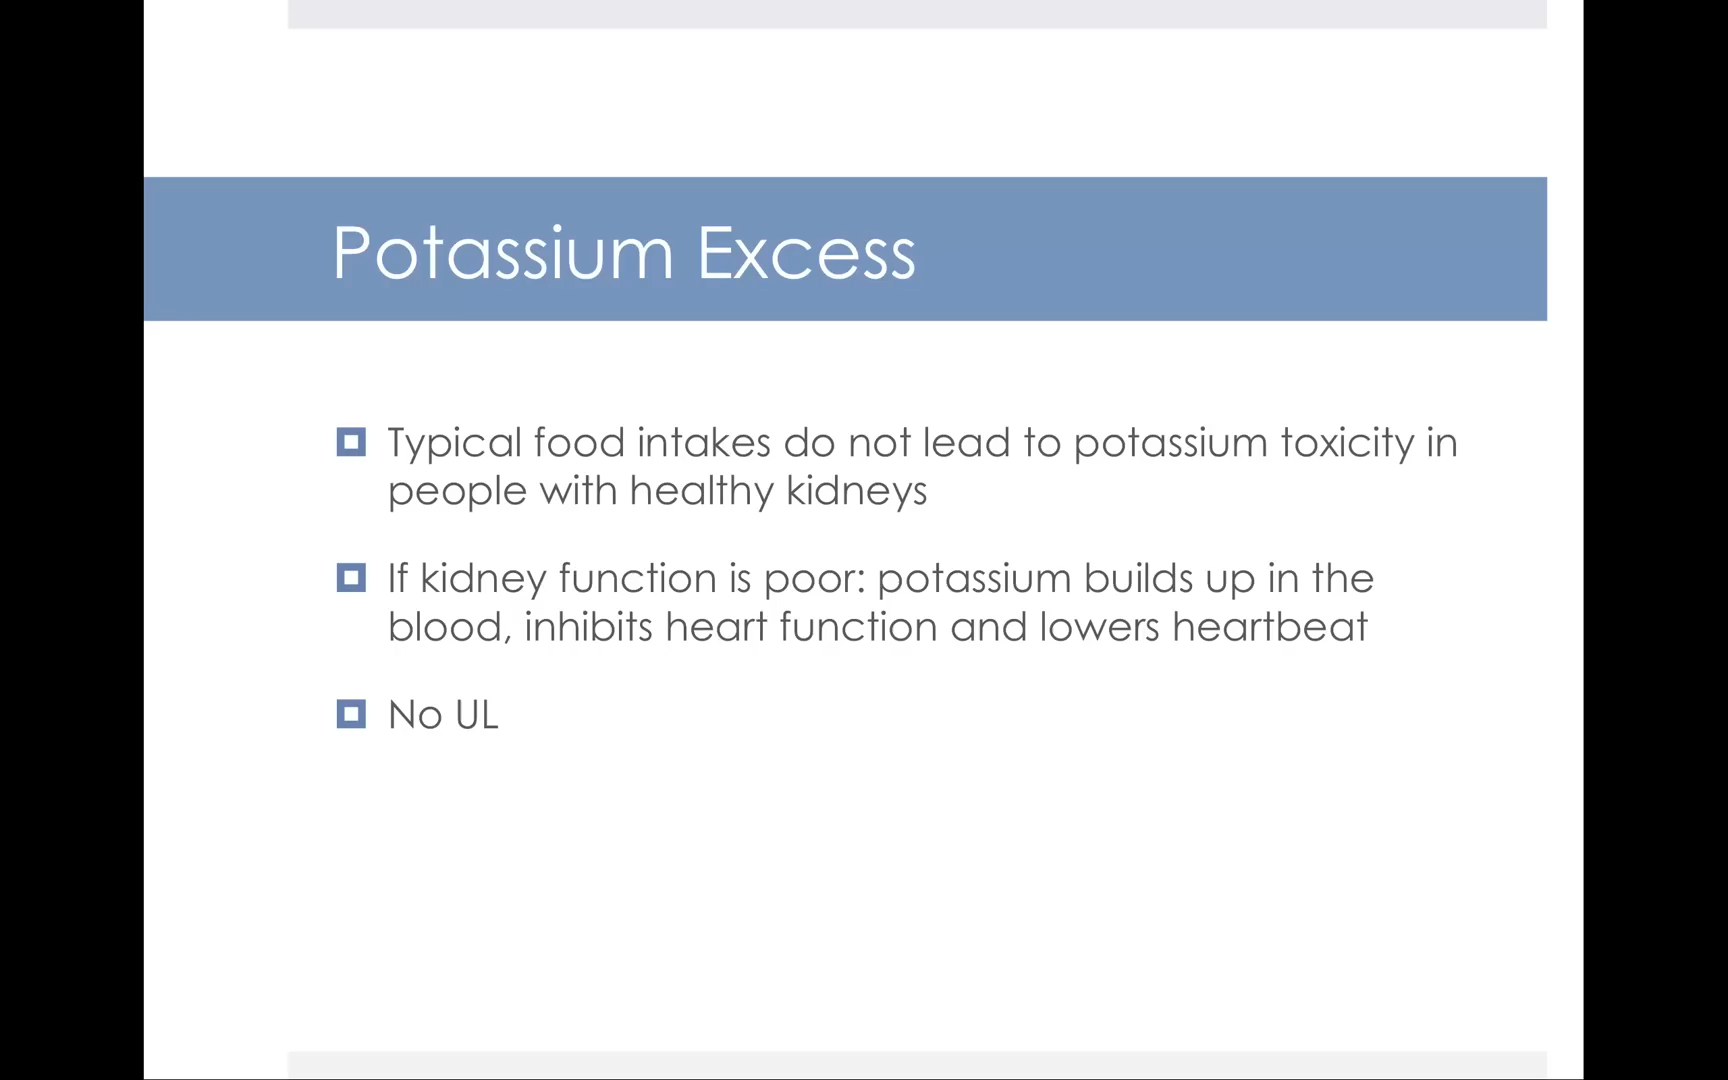 Potassium Excess
Typical food intakes do not lead to potassium toxicity in
people with healthy kidneys
If kidney function is poor: potassium builds up in the
blood, inhibits heart function and lowers heartbeat
No UL